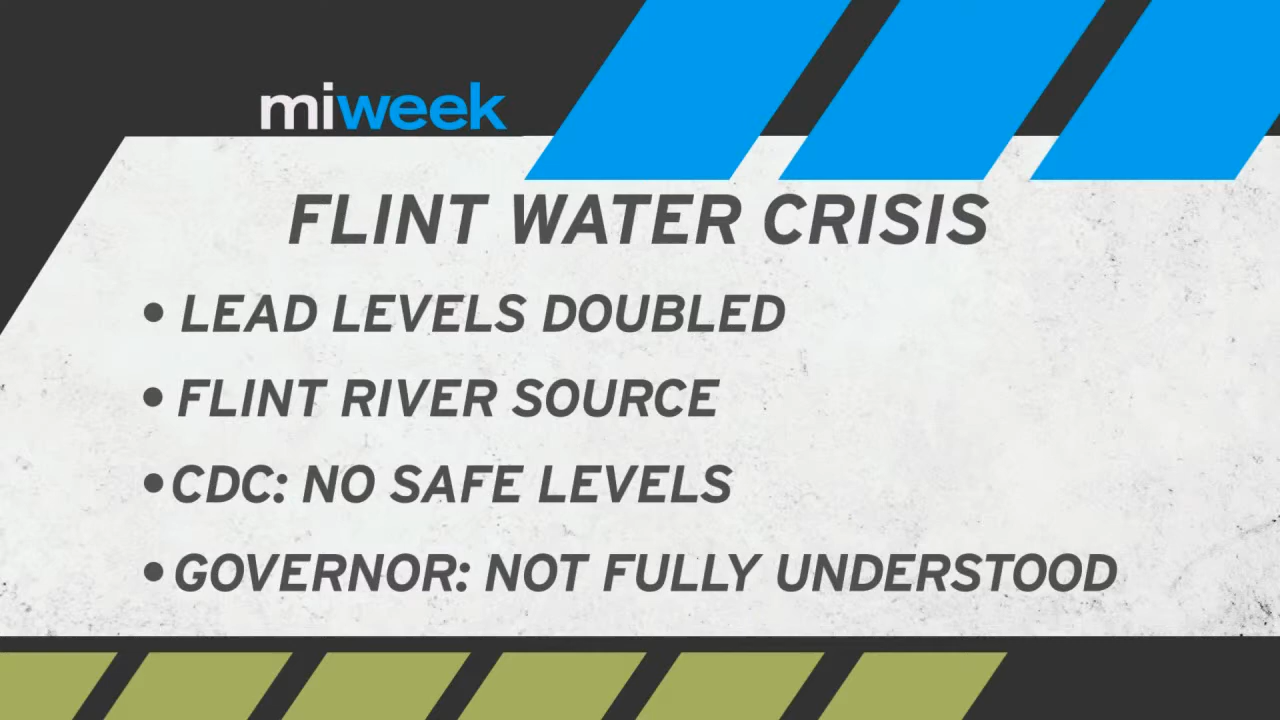 miweek
FLINT WATER CRISIS
• LEAD LEVELS DOUBLED
• FLINT RIVER SOURCE
• CDC: NO SAFE LEVELS
• GOVERNOR: NOT FULLY UNDERSTOOD